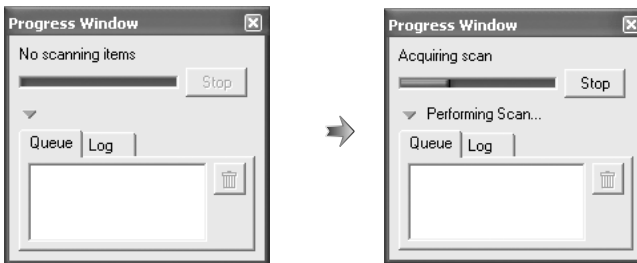 Progress Window
No scanning items
Stop
Queue Log
Progress Window
Acquiring scan
Stop
Performing Scan...
Queue Log